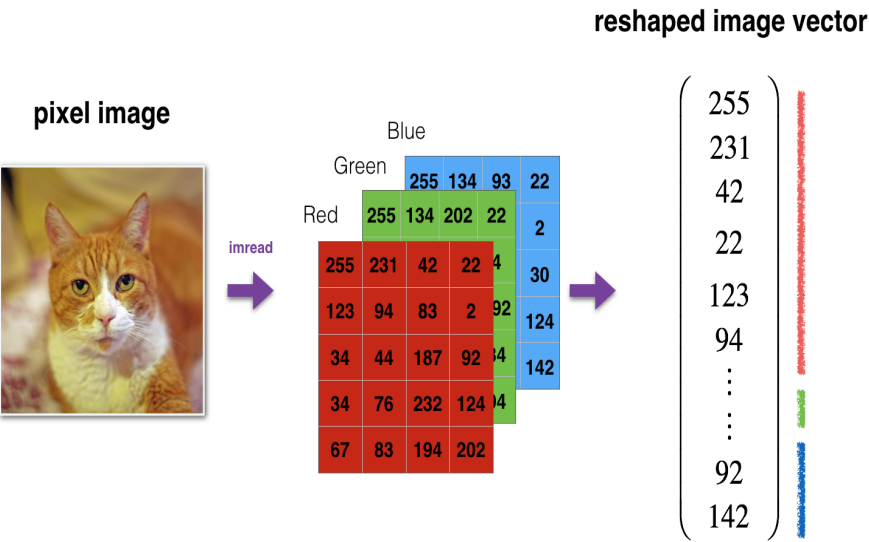 reshaped image vector
pixel image
Blue
Green
Red
imread
255 134 93 22
2
30
124
142
255 134 202 22
255 231 42 22
123 94 83 2
34 44 187 92
34 76 232 124
67 83 194 202
255
231
42
22
123
94
92
142